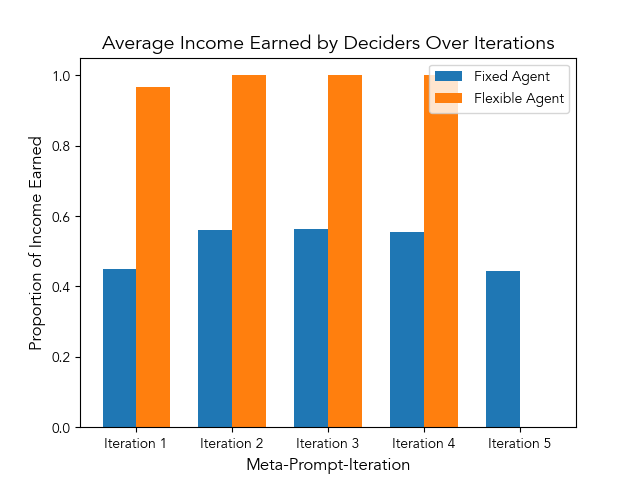 Average Income Earned by Deciders Over Iterations
Fixed Agent
Flexible Agent
1.0
0.8
0.6
0.4
0.2
0.0
Proportion of Income Earned
Iteration 1
Iteration 2
Iteration 3
Iteration 4
Iteration 5
Meta-Prompt-Iteration